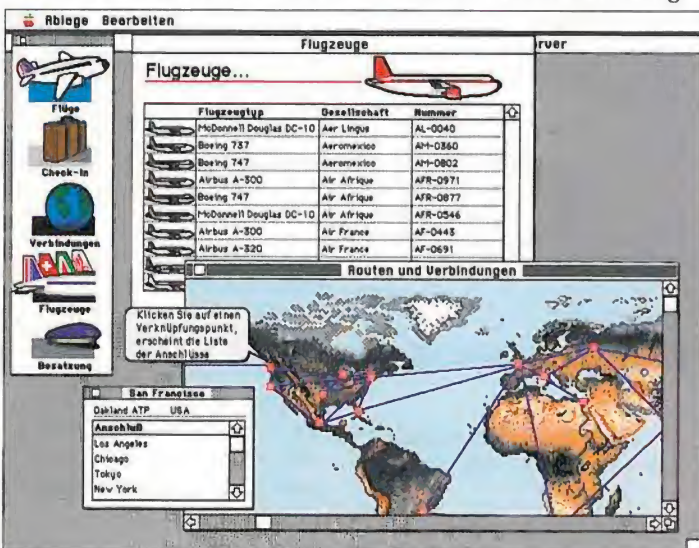 Ablage Bearbeiten
Flugzeuge
Flüge
Check-In
Verbindungen
Flugzeuge
Besatzung
Flugzeuge...
Flugzeugtyp Gesellschaft Nummer
McDonnell Douglas DC-10 Aer Lingus AL-0040
Boeing 737 Aeromexico AM-0360
Boeing 747 Aeromexico AM-0802
Airbus A-300 Air Afrique AFR-0971
Boeing 747 Air Afrique AFR-0877
McDonnell Douglas DC-10 Air Afrique AFR-0546
Airbus A-300 Air France AF-0443
Airbus A-320 Air France AF-0691
Routen und Verbindungen
Klicken Sie auf einen
Verknüpfungspunkt,
erscheint die Liste
der Anschlüsse
San Francisco
Oakland ATP USA
Anschluß
Los Angeles
Chicago
Tokyo
New York